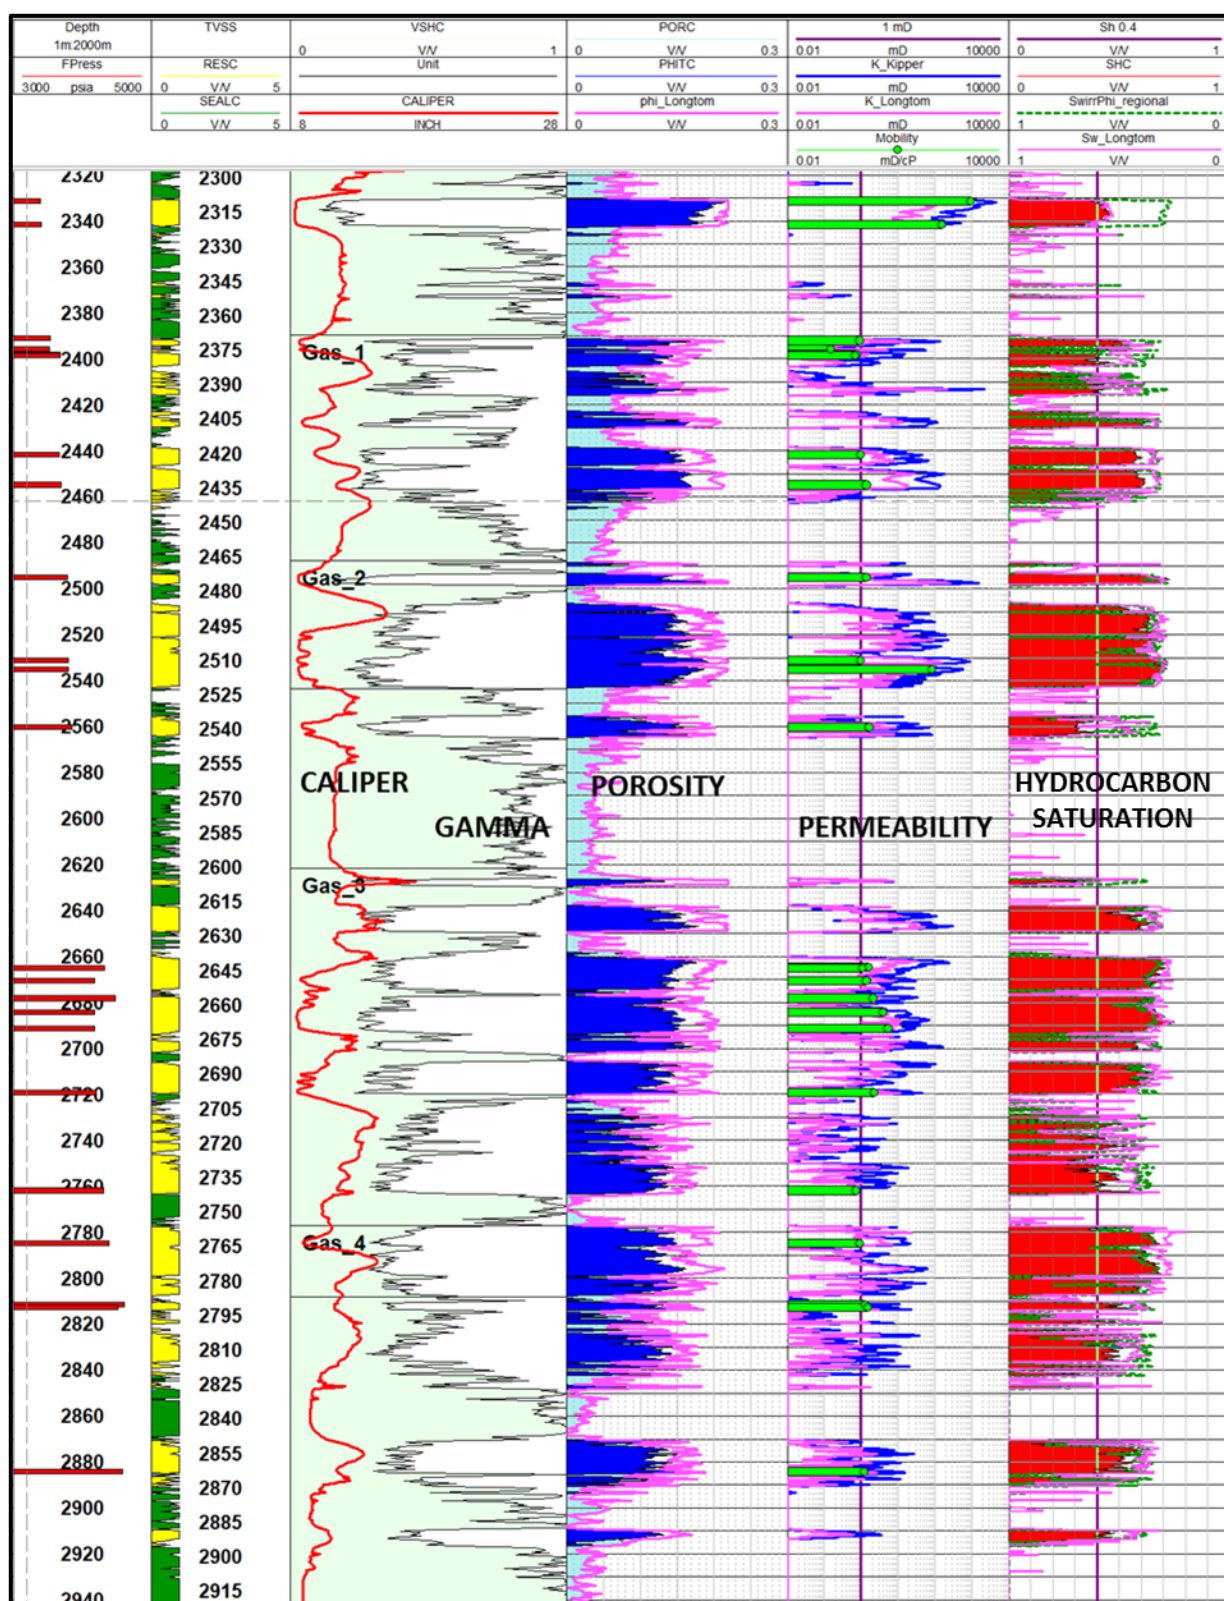 Depth TVSS VSHC PORC 1 mD Sh 0.4
1m:2000m 0 V/V 1 0 V/V 0.3 0.01 mD 10000 0 V/V 1
FPress RESC Unit PHITC K_Kipper SHC
3000 psia 5000 0 V/V 5 0 V/V 0.3 0.01 mD 10000 0 V/V 1
SEALC CALIPER phi_Longtom K_Longtom SwirrPhi_regional
0 V/V 5 8 INCH 28 0 V/V 0.3 0.01 mD 10000 1 V/V 0
Mobility Sw_Longtom
0.01 mD/cP 10000 1 V/V 0
2320 2300
2340 2315
2330
2360 2345
2380 2360
2400 2375 Gas_1
2390
2420 2405
2440 2420
2460 2435
2450
2480 2465
2500 2480 Gas_2
2520 2495
2510
2540 2525
2560 2540
2555
2580 2570 CALIPER POROSITY HYDROCARBON
2600 2585 GAMMA PERMEABILITY SATURATION
2620 2600
2615 Gas_3
2640 2630
2660 2645
2680 2660
2700 2675
2690
2720 2705
2740 2720
2760 2735
2750
2780 2765 Gas_4
2800 2780
2820 2795
2810
2840 2825
2860 2840
2880 2855
2870
2900 2885
2920 2900
2940 2915